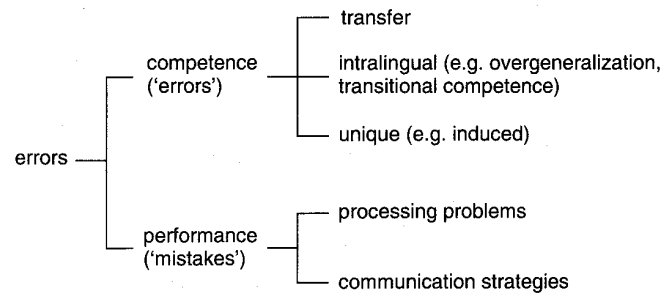 transfer
competence
('errors')
intralingual (e.g. overgeneralization,
transitional competence)
unique (e.g. induced)
errors
processing problems
performance
('mistakes')
communication strategies